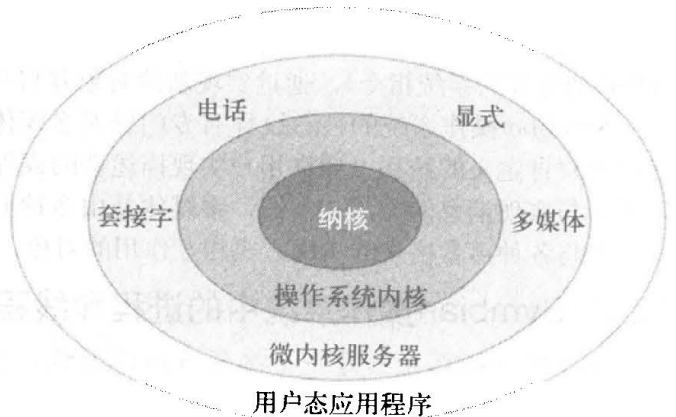 电话
显式
套接字
纳核
多媒体
操作系统内核
微内核服务器
用户态应用程序